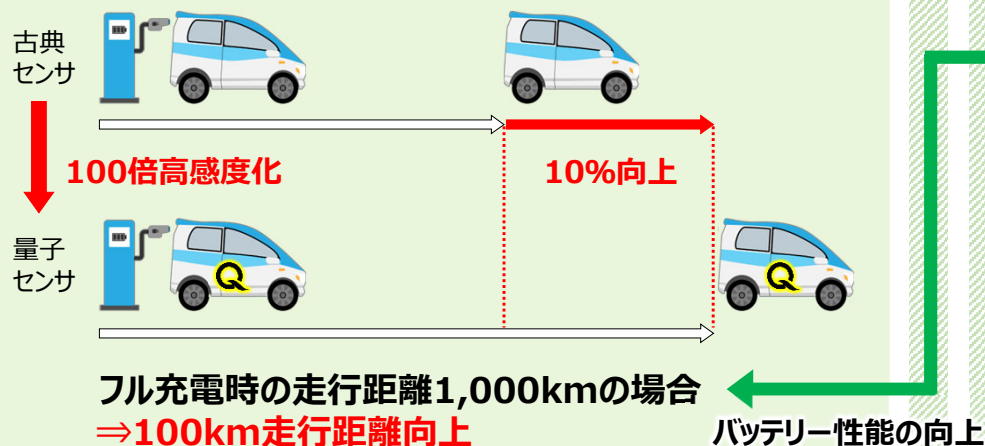 古典
センサ
100倍高感度化
10%向上
量子
センサ
Q
Q
フル充電時の走行距離1,000kmの場合
⇒100km走行距離向上
バッテリー性能の向上